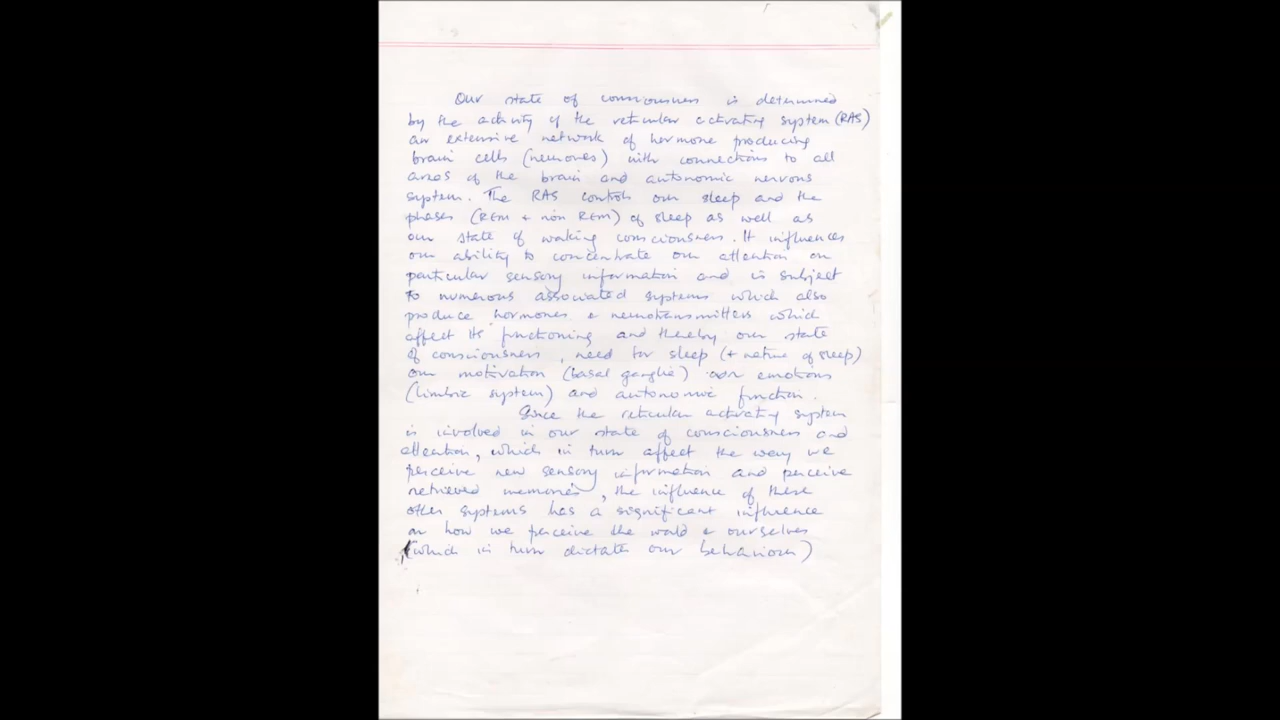 Our state of consciousness is determined
by the activity of the reticular activating system (RAS)
an extensive network of hormone producing
brain cells (neurones) with connections to all
areas of the brain and autonomic nervous
system. The RAS controls our sleep and the
phases (REM + non REM) of sleep as well as
our state of waking consciousness. It influences
our ability to concentrate our attention on
particular sensory information and is subject
to numerous associated systems which also
produce hormones + neurotransmitters which
affect its functioning and thereby our state
of consciousness, need for sleep (+ nature of sleep)
our motivation (basal ganglia) our emotions
(limbic system) and autonomic function.
Since the reticular activating system
is involved in our state of consciousness and
attention, which in turn affect the way we
perceive new sensory information and perceive
retrieved memories, the influence of these
other systems has a significant influence
on how we perceive the world + ourselves
(which in turn dictate our behaviour)